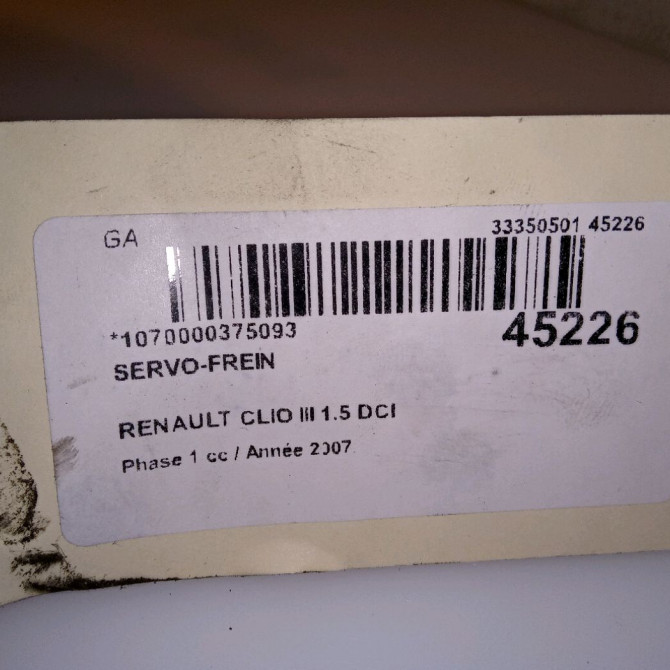 GA
33350501 45226
*1070000375093
45226
SERVO-FREIN
RENAULT CLIO III 1.5 DCI
Phase 1 cc / Année 2007